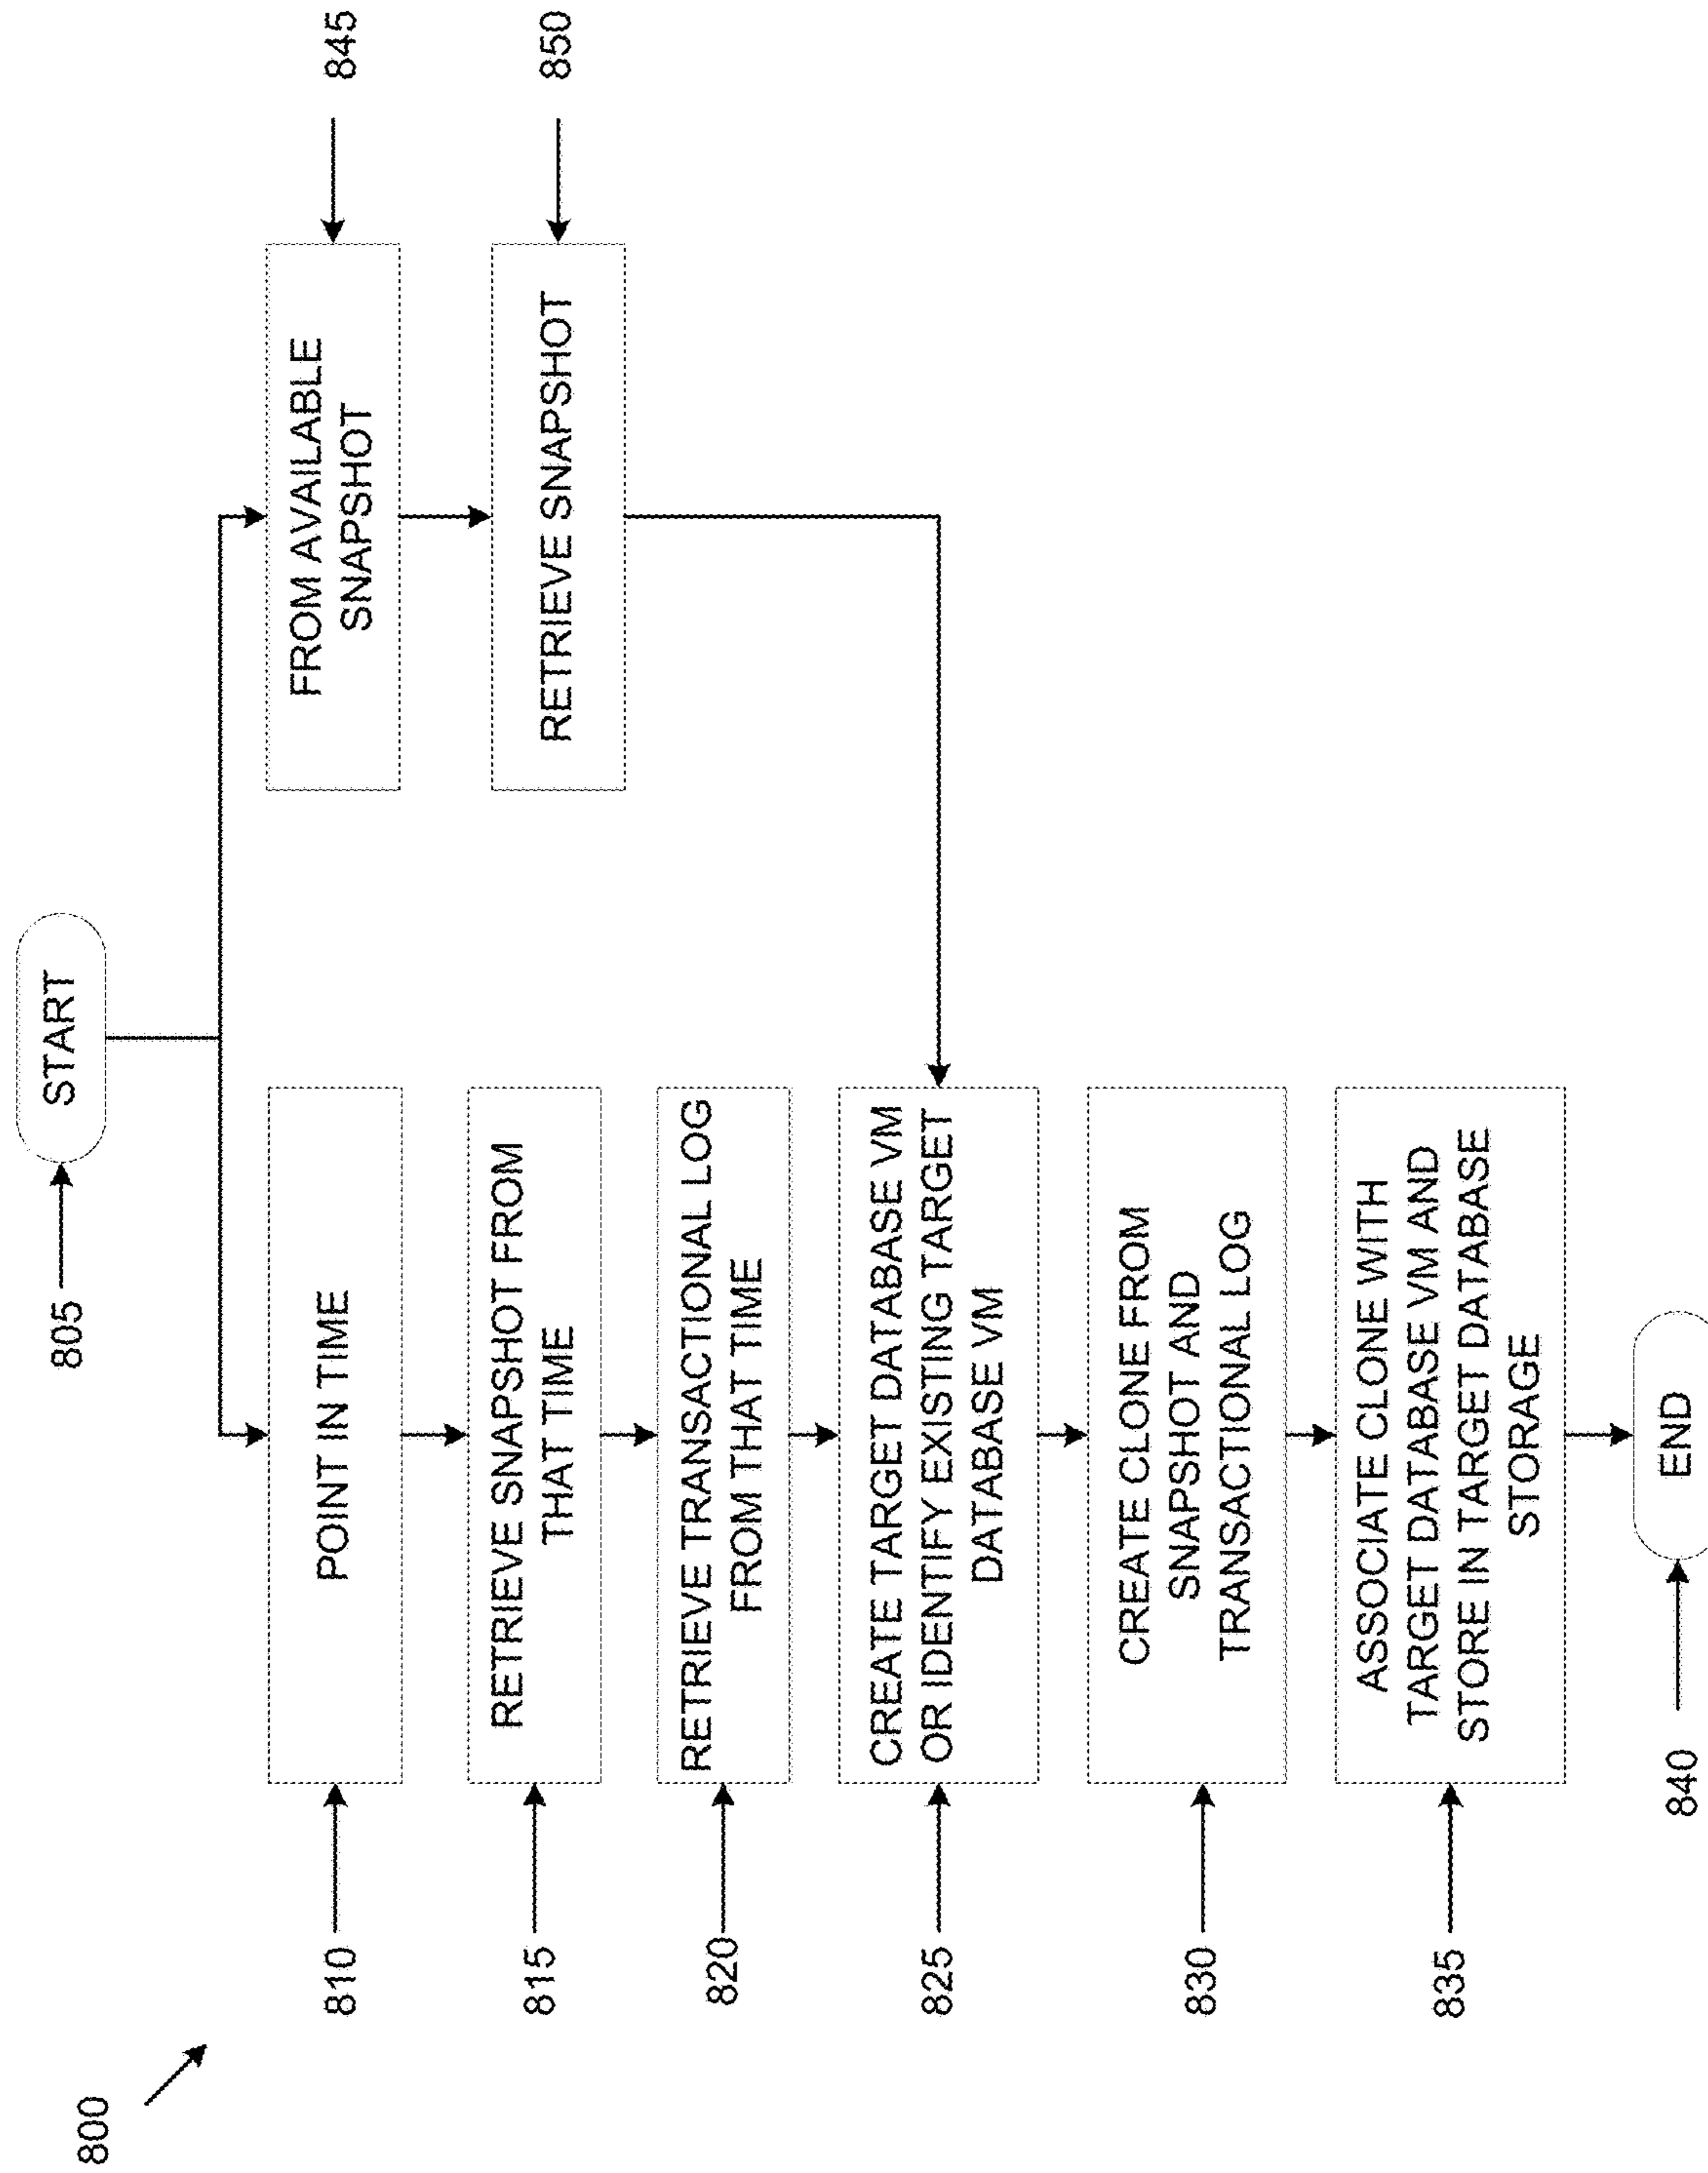 800
START
805
POINT IN TIME
810
RETRIEVE SNAPSHOT FROM
THAT TIME
815
RETRIEVE TRANSACTIONAL LOG
FROM THAT TIME
820
CREATE TARGET DATABASE VM
OR IDENTIFY EXISTING TARGET
DATABASE VM
825
CREATE CLONE FROM
SNAPSHOT AND
TRANSACTIONAL LOG
830
ASSOCIATE CLONE WITH
TARGET DATABASE VM AND
STORE IN TARGET DATABASE
STORAGE
835
END
840
FROM AVAILABLE
SNAPSHOT
845
RETRIEVE SNAPSHOT
850